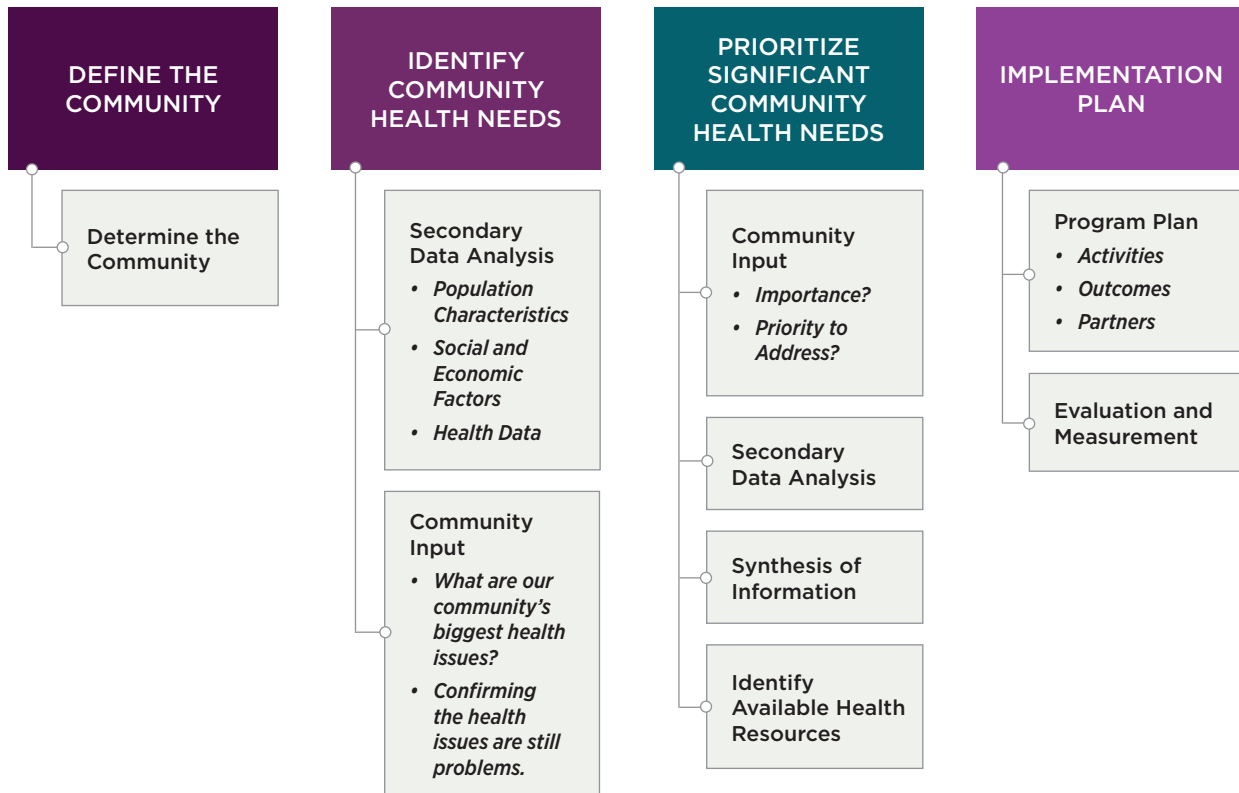 DEFINE THE
COMMUNITY
Determine the
Community
IDENTIFY
COMMUNITY
HEALTH NEEDS
Secondary
Data Analysis
• Population
Characteristics
• Social and
Economic
Factors
• Health Data
Community
Input
• What are our
community’s
biggest health
issues?
• Confirming
the health
issues are still
problems.
PRIORITIZE
SIGNIFICANT
COMMUNITY
HEALTH NEEDS
Community
Input
• Importance?
• Priority to
Address?
Secondary
Data Analysis
Synthesis of
Information
Identify
Available Health
Resources
IMPLEMENTATION
PLAN
Program Plan
• Activities
• Outcomes
• Partners
Evaluation and
Measurement